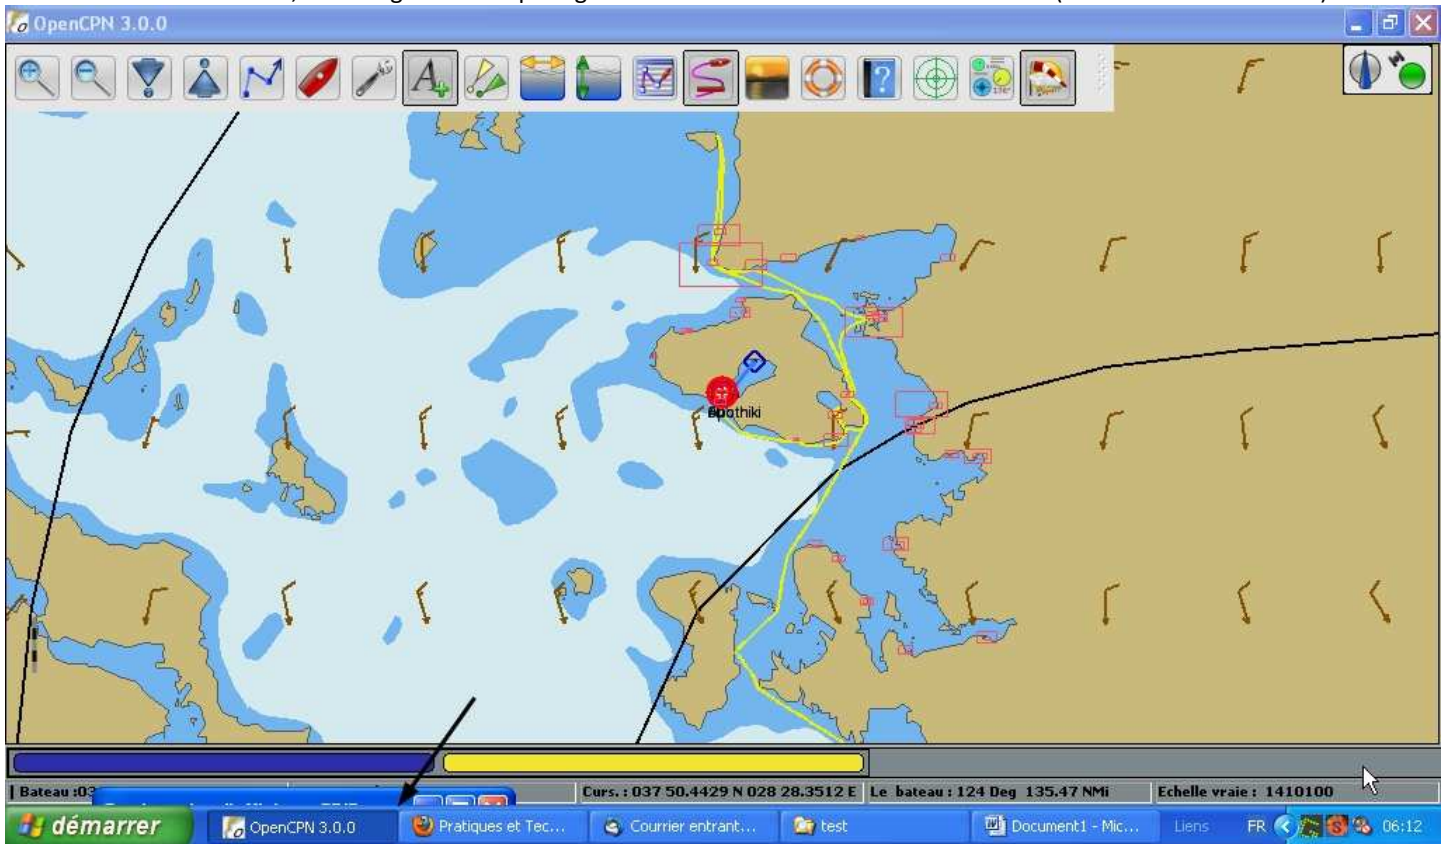 OpenCPN 3.0.0
Apothiki
Bateau :03
Curs. : 037 50.4429 N 028 28.3512 E
Le bateau : 124 Deg 135.47 NMi
Echelle vraie : 1410100
démarrer
OpenCPN 3.0.0
Pratiques et Tec...
Courrier entrant...
test
Document1 - Mic...
Liens
FR
06:12